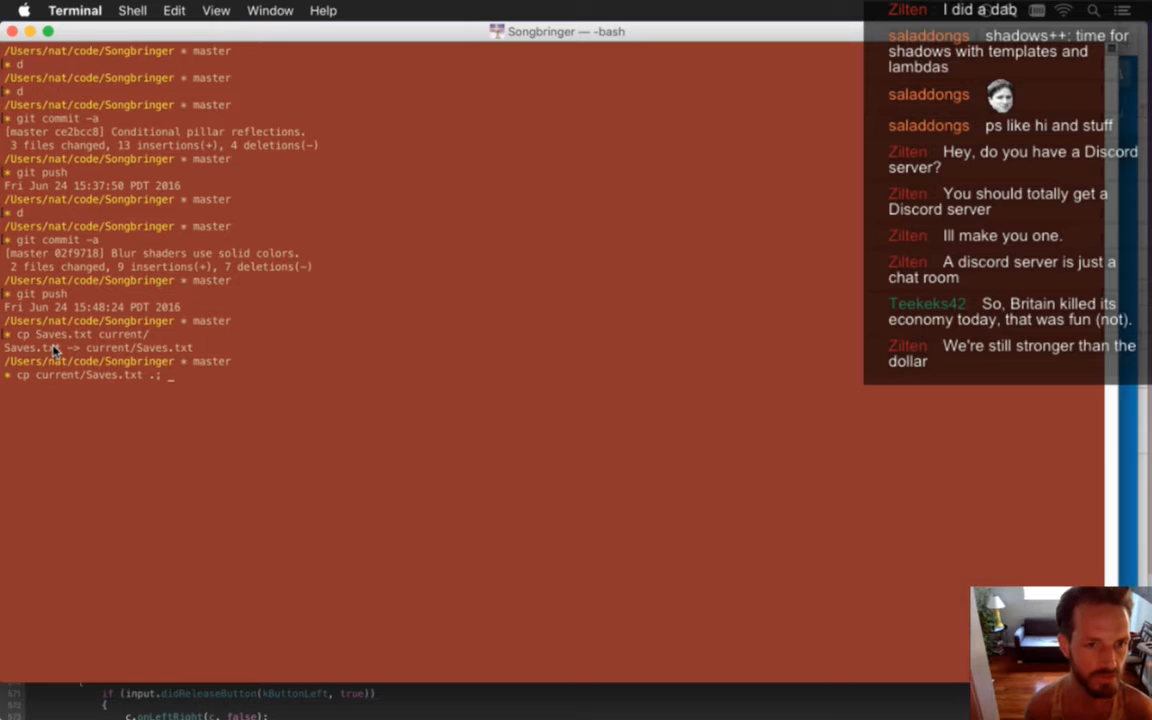 Terminal Shell Edit View Window Help
Songbringer — -bash
/Users/nat/code/Songbringer * master
* d
/Users/nat/code/Songbringer * master
* d
/Users/nat/code/Songbringer * master
* git commit -a
[master ce2bcc8] Conditional pillar reflections.
3 files changed, 13 insertions(+), 4 deletions(-)
/Users/nat/code/Songbringer * master
* git push
Fri Jun 24 15:37:50 PDT 2016
/Users/nat/code/Songbringer * master
* d
/Users/nat/code/Songbringer * master
* git commit -a
[master 02f9718] Blur shaders use solid colors.
2 files changed, 9 insertions(+), 7 deletions(-)
/Users/nat/code/Songbringer * master
* git push
Fri Jun 24 15:48:24 PDT 2016
/Users/nat/code/Songbringer * master
* cp Saves.txt current/
Saves.txt -> current/Saves.txt
/Users/nat/code/Songbringer * master
* cp current/Saves.txt .; _
Zilten I did a dab
saladdongs shadows++: time for
shadows with templates and
lambdas
saladdongs
saladdongs ps like hi and stuff
Zilten Hey, do you have a Discord
server?
Zilten You should totally get a
Discord server
Zilten Ill make you one.
Zilten A discord server is just a
chat room
Teekeks42 So, Britain killed its
economy today, that was fun (not).
Zilten We're still stronger than the
dollar
571 if (input.didReleaseButton(kButtonLeft, true))
572 {
573 c.onLeftRight(c, false);